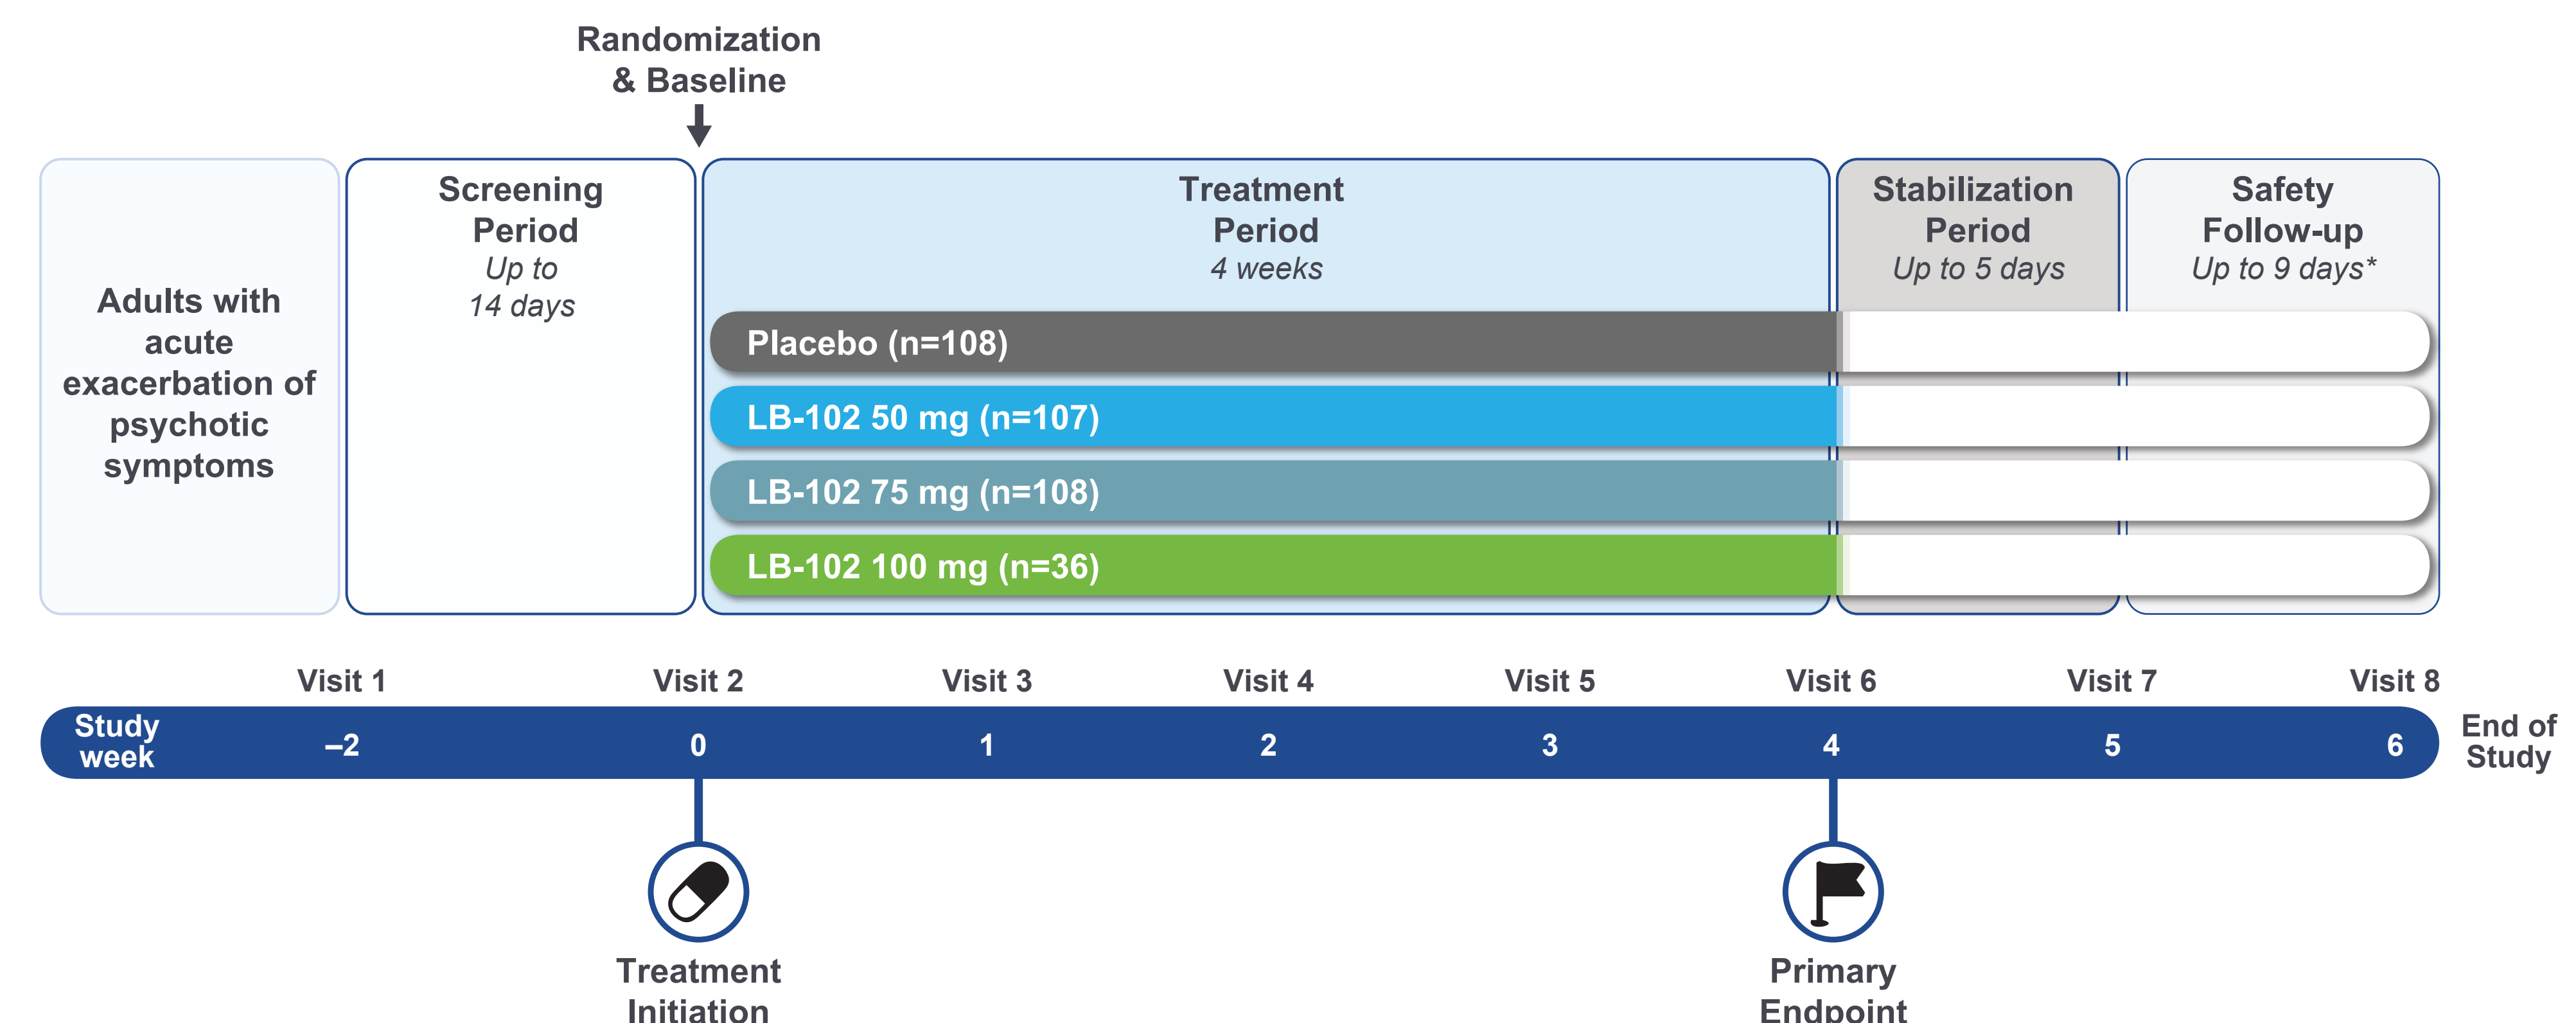 Randomization
& Baseline
Adults with
acute
exacerbation of
psychotic
symptoms
Screening
Period
Up to
14 days
Treatment
Period
4 weeks
Stabilization
Period
Up to 5 days
Safety
Follow-up
Up to 9 days*
Placebo (n=108)
LB-102 50 mg (n=107)
LB-102 75 mg (n=108)
LB-102 100 mg (n=36)
Visit 1 Visit 2 Visit 3 Visit 4 Visit 5 Visit 6 Visit 7 Visit 8
Study
week
–2 0 1 2 3 4 5 6
End of
Study
Treatment
Initiation
Primary
Endpoint